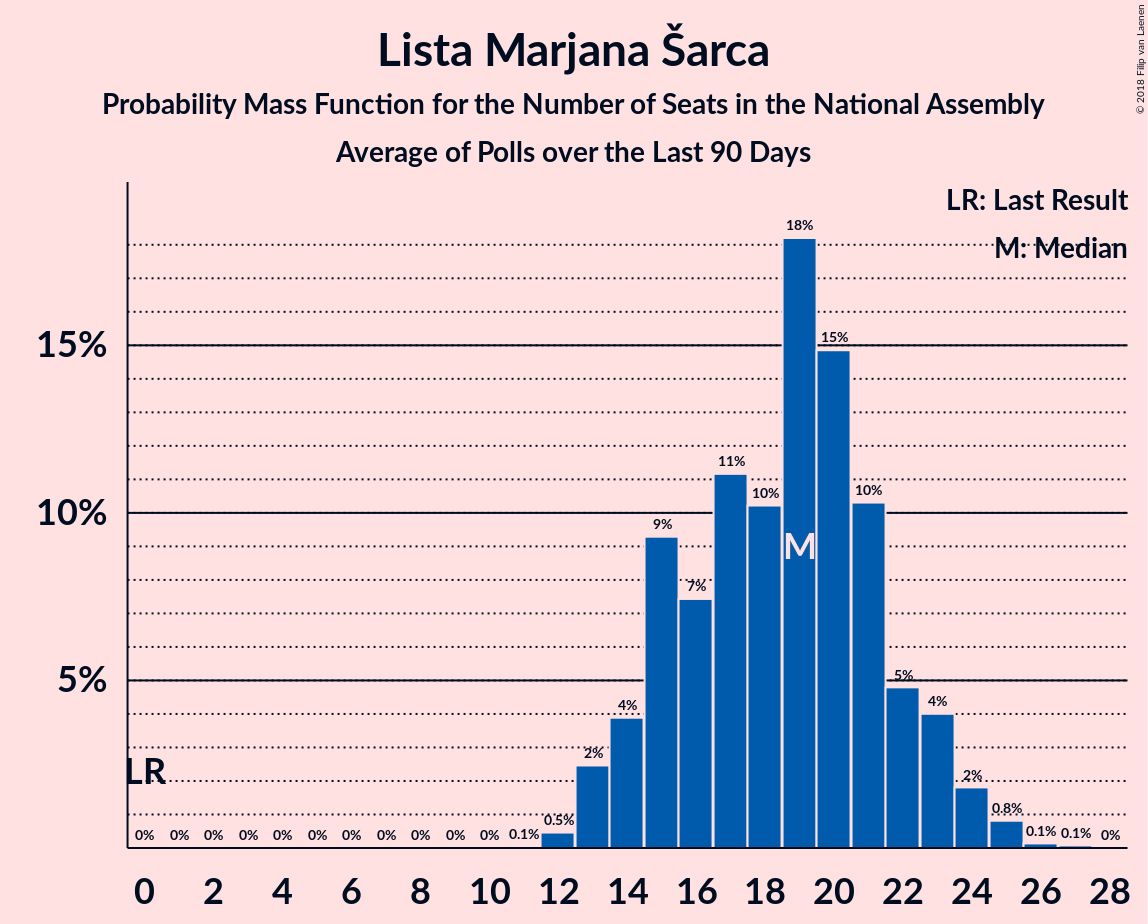 Lista Marjana Šarca
Probability Mass Function for the Number of Seats in the National Assembly
Average of Polls over the Last 90 Days
© 2018 Filip van Laenen
LR: Last Result
M: Median
15%
10%
5%
LR
M
0% 0% 0% 0% 0% 0% 0% 0% 0% 0% 0% 0.1% 0.5% 2% 4% 9% 7% 11% 10% 18% 15% 10% 5% 4% 2% 0.8% 0.1% 0.1% 0%
0 2 4 6 8 10 12 14 16 18 20 22 24 26 28